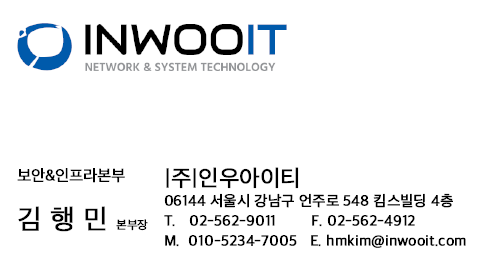 INWOOIT
NETWORK & SYSTEM TECHNOLOGY
보안&인프라본부
김 행 민 본부장
|주|인우아이티
06144 서울시 강남구 언주로 548 킴스빌딩 4층
T. 02-562-9011 F. 02-562-4912
M. 010-5234-7005 E. hmkim@inwooit.com